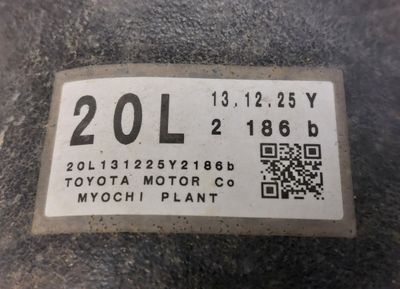 20L 13,12,25 Y
2 186 b
20L131225Y2186b
TOYOTA MOTOR Co
MYOCHI PLANT